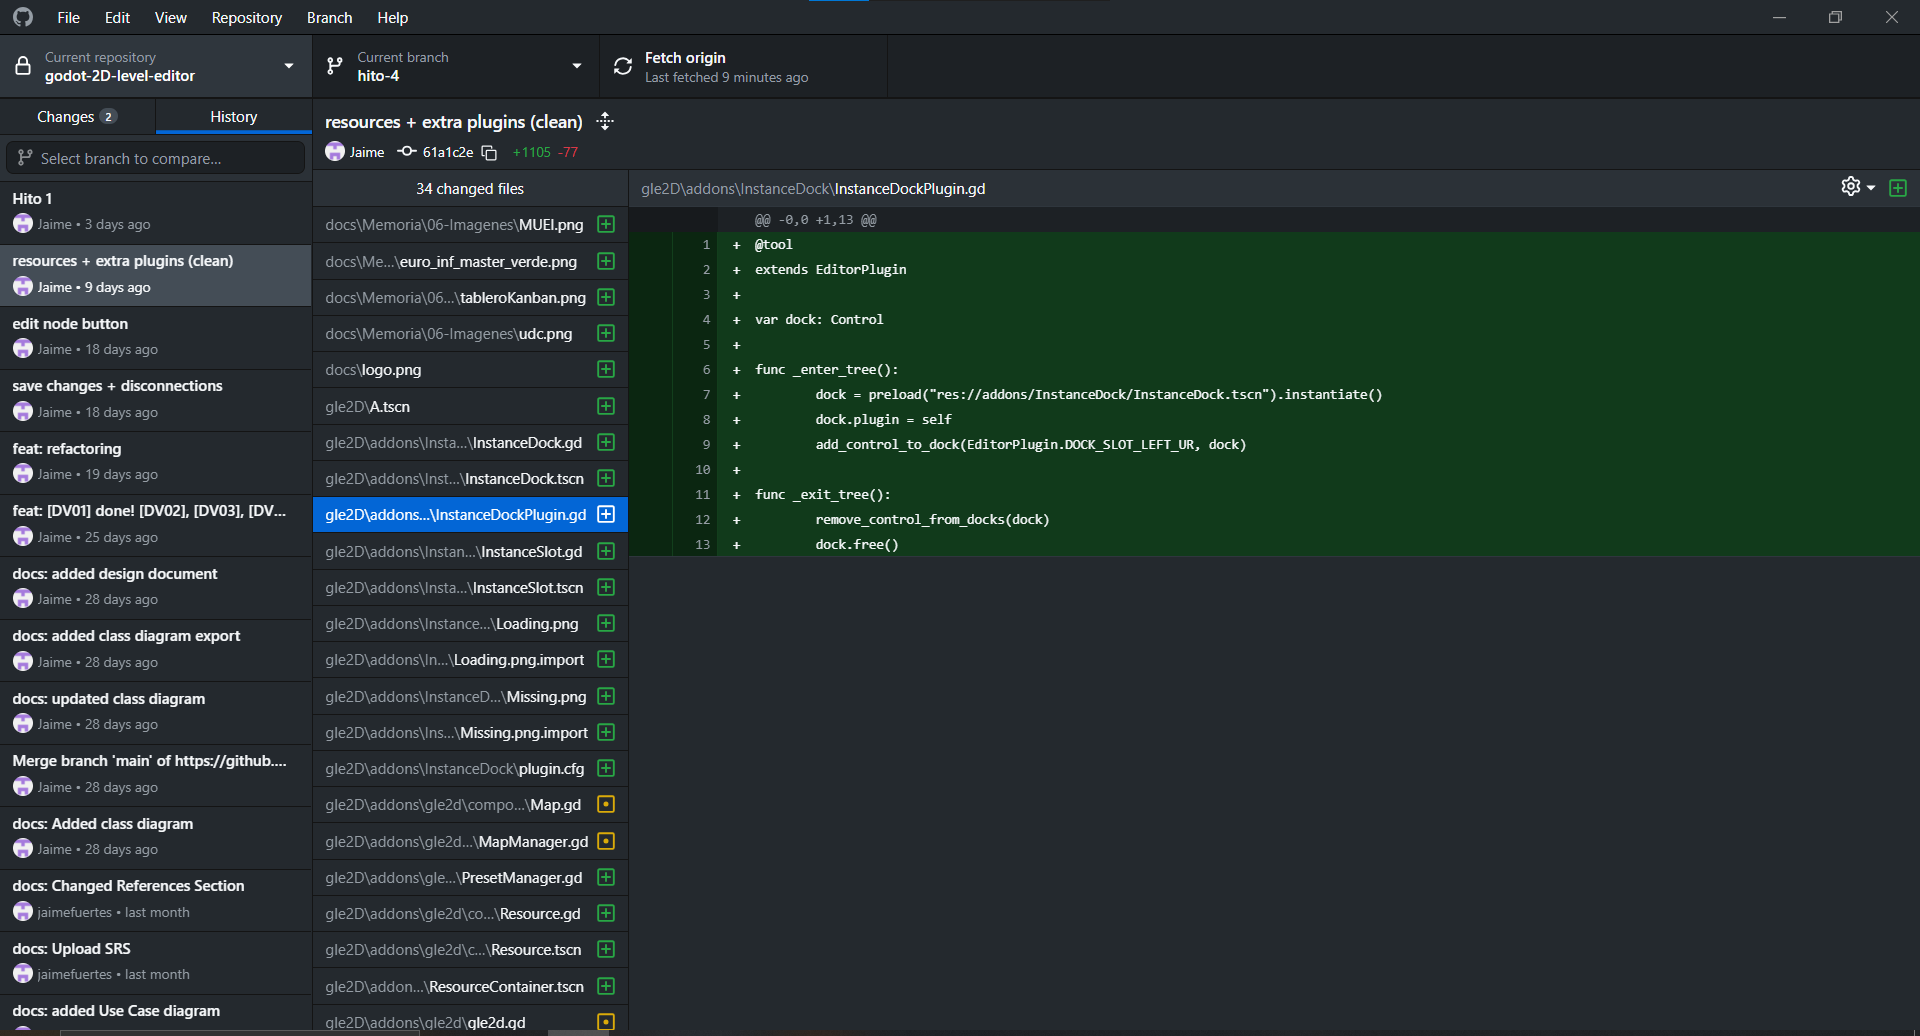 File Edit View Repository Branch Help
Current repository
godot-2D-level-editor
Current branch
hito-4
Fetch origin
Last fetched 9 minutes ago
Changes 2
History
Select branch to compare...
Hito 1
Jaime • 3 days ago
resources + extra plugins (clean)
Jaime • 9 days ago
edit node button
Jaime • 18 days ago
save changes + disconnections
Jaime • 18 days ago
feat: refactoring
Jaime • 19 days ago
feat: [DV01] done! [DV02], [DV03], [DV...
Jaime • 25 days ago
docs: added design document
Jaime • 28 days ago
docs: added class diagram export
Jaime • 28 days ago
docs: updated class diagram
Jaime • 28 days ago
Merge branch 'main' of https://github....
Jaime • 28 days ago
docs: Added class diagram
Jaime • 28 days ago
docs: Changed References Section
jaimefuertes • last month
docs: Upload SRS
jaimefuertes • last month
docs: added Use Case diagram
resources + extra plugins (clean)
Jaime 61a1c2e +1105 -77
34 changed files
docs\Memoria\06-Imagenes\MUEI.png
docs\Me...\euro_inf_master_verde.png
docs\Memoria\06...\tableroKanban.png
docs\Memoria\06-Imagenes\udc.png
docs\logo.png
gle2D\A.tscn
gle2D\addons\Insta...\InstanceDock.gd
gle2D\addons\Inst...\InstanceDock.tscn
gle2D\addons...\InstanceDockPlugin.gd
gle2D\addons\Instan...\InstanceSlot.gd
gle2D\addons\Insta...\InstanceSlot.tscn
gle2D\addons\Instance...\Loading.png
gle2D\addons\In...\Loading.png.import
gle2D\addons\InstanceD...\Missing.png
gle2D\addons\Ins...\Missing.png.import
gle2D\addons\InstanceDock\plugin.cfg
gle2D\addons\gle2d\compo...\Map.gd
gle2D\addons\gle2d...\MapManager.gd
gle2D\addons\gle...\PresetManager.gd
gle2D\addons\gle2d\co...\Resource.gd
gle2D\addons\gle2d\c...\Resource.tscn
gle2D\addon...\ResourceContainer.tscn
gle2D\addons\gle2d\gle2d.gd
gle2D\addons\InstanceDock\InstanceDockPlugin.gd
@@ -0,0 +1,13 @@
1 + @tool
2 + extends EditorPlugin
3 +
4 + var dock: Control
5 +
6 + func _enter_tree():
7 + dock = preload("res://addons/InstanceDock/InstanceDock.tscn").instantiate()
8 + dock.plugin = self
9 + add_control_to_dock(EditorPlugin.DOCK_SLOT_LEFT_UR, dock)
10 +
11 + func _exit_tree():
12 + remove_control_from_docks(dock)
13 + dock.free()